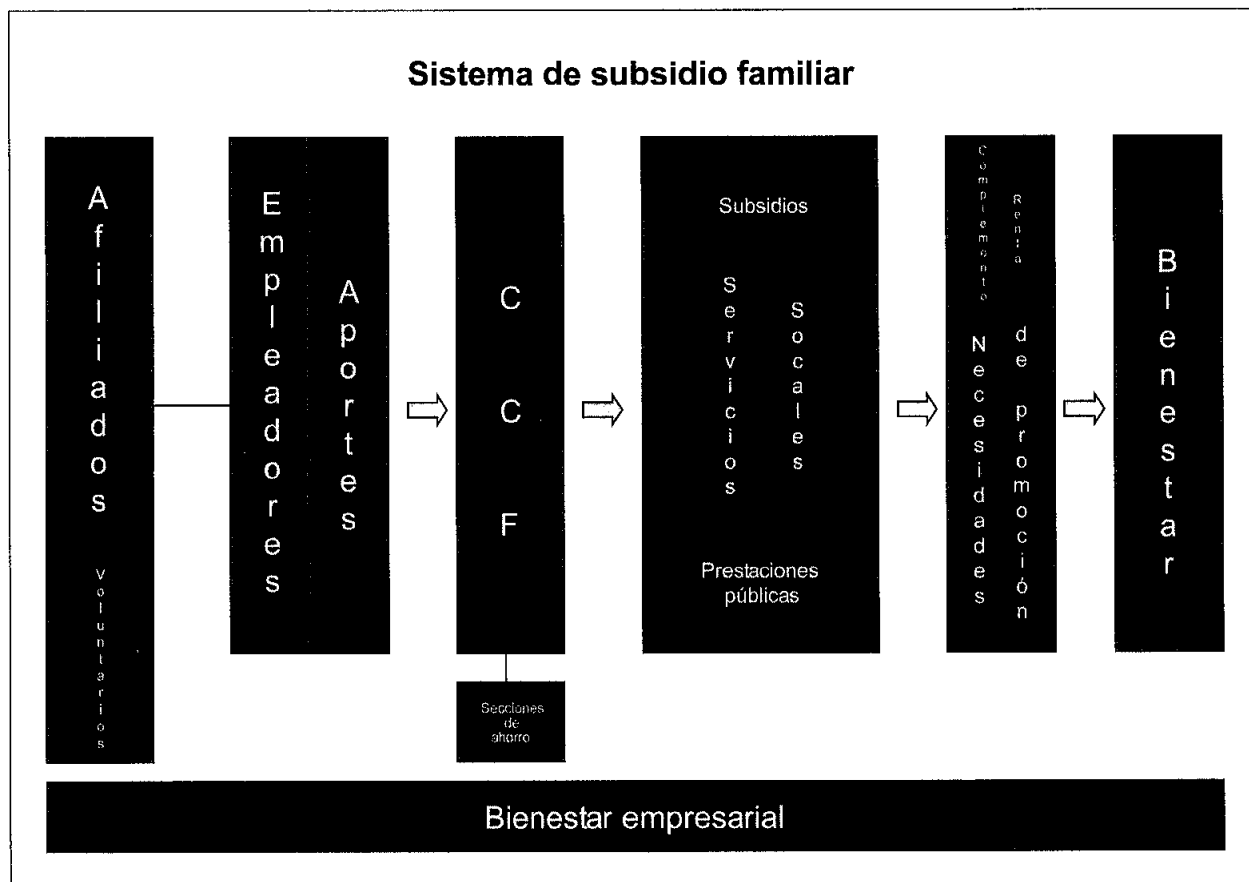 Sistema de subsidio familiar
Afiliados
Voluntarios
Empleadores
Aportes
CCF
Secciones
de
ahorro
Subsidios
Servicios
Socales
Prestaciones
públicas
Complemento
Renta
Necesidades
de promoción
Bienestar
Bienestar empresarial